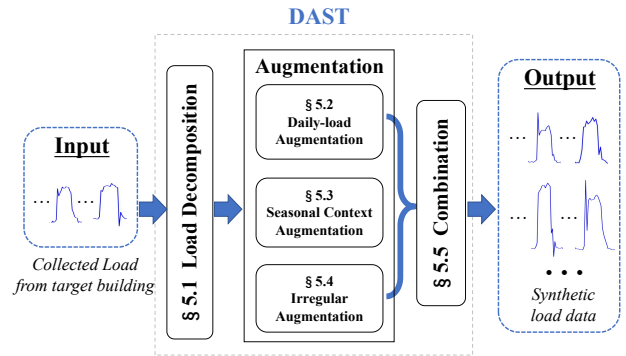 DAST
Input
... ...
Collected Load
from target building
§ 5.1 Load Decomposition
Augmentation
§ 5.2
Daily-load
Augmentation
§ 5.3
Seasonal Context
Augmentation
§ 5.4
Irregular
Augmentation
§ 5.5 Combination
Output
... ...
... ...
...
Synthetic
load data